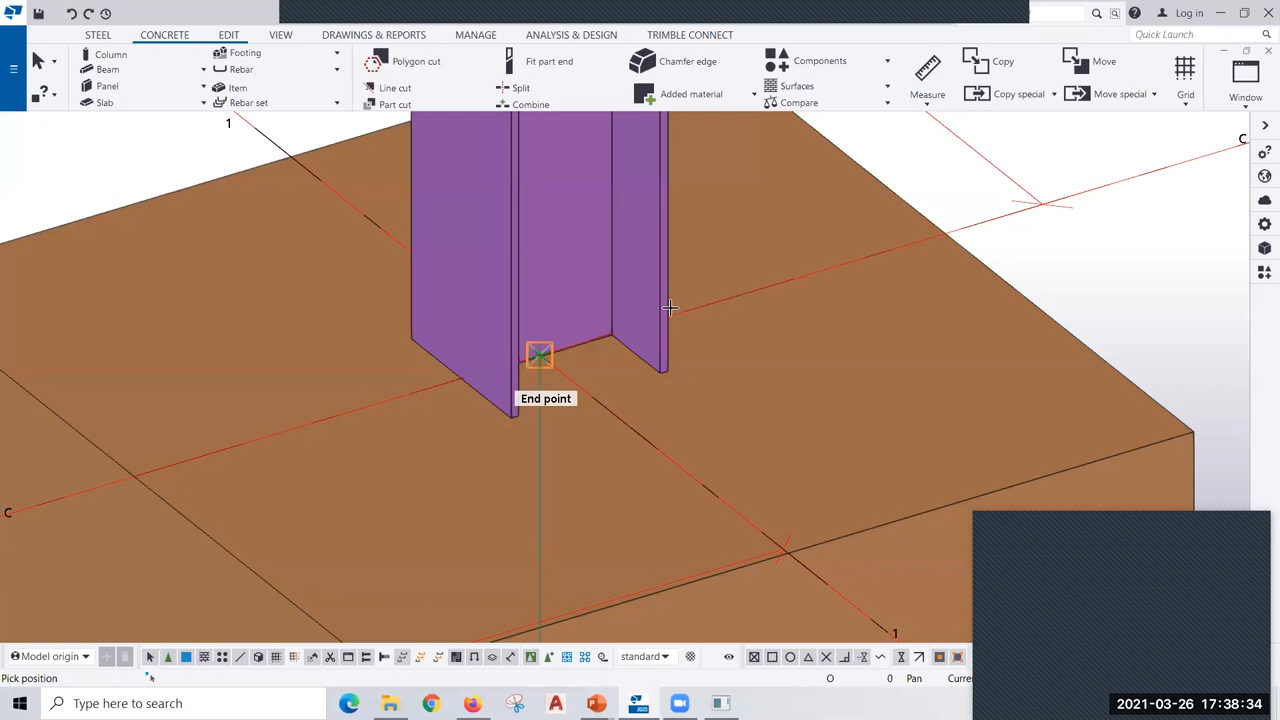 Log in
STEEL CONCRETE EDIT VIEW DRAWINGS & REPORTS MANAGE ANALYSIS & DESIGN TRIMBLE CONNECT Quick Launch
Column Footing Polygon cut Fit part end Chamfer edge Components Copy Move
Beam Rebar
Panel Item Line cut Split Added material Surfaces Measure Copy special Move special Grid Window
Slab Rebar set Part cut Combine Compare
1
C
End point
C
1
Model origin standard
Pick position O 0 Pan Curre
Type here to search
2021-03-26 17:38:34